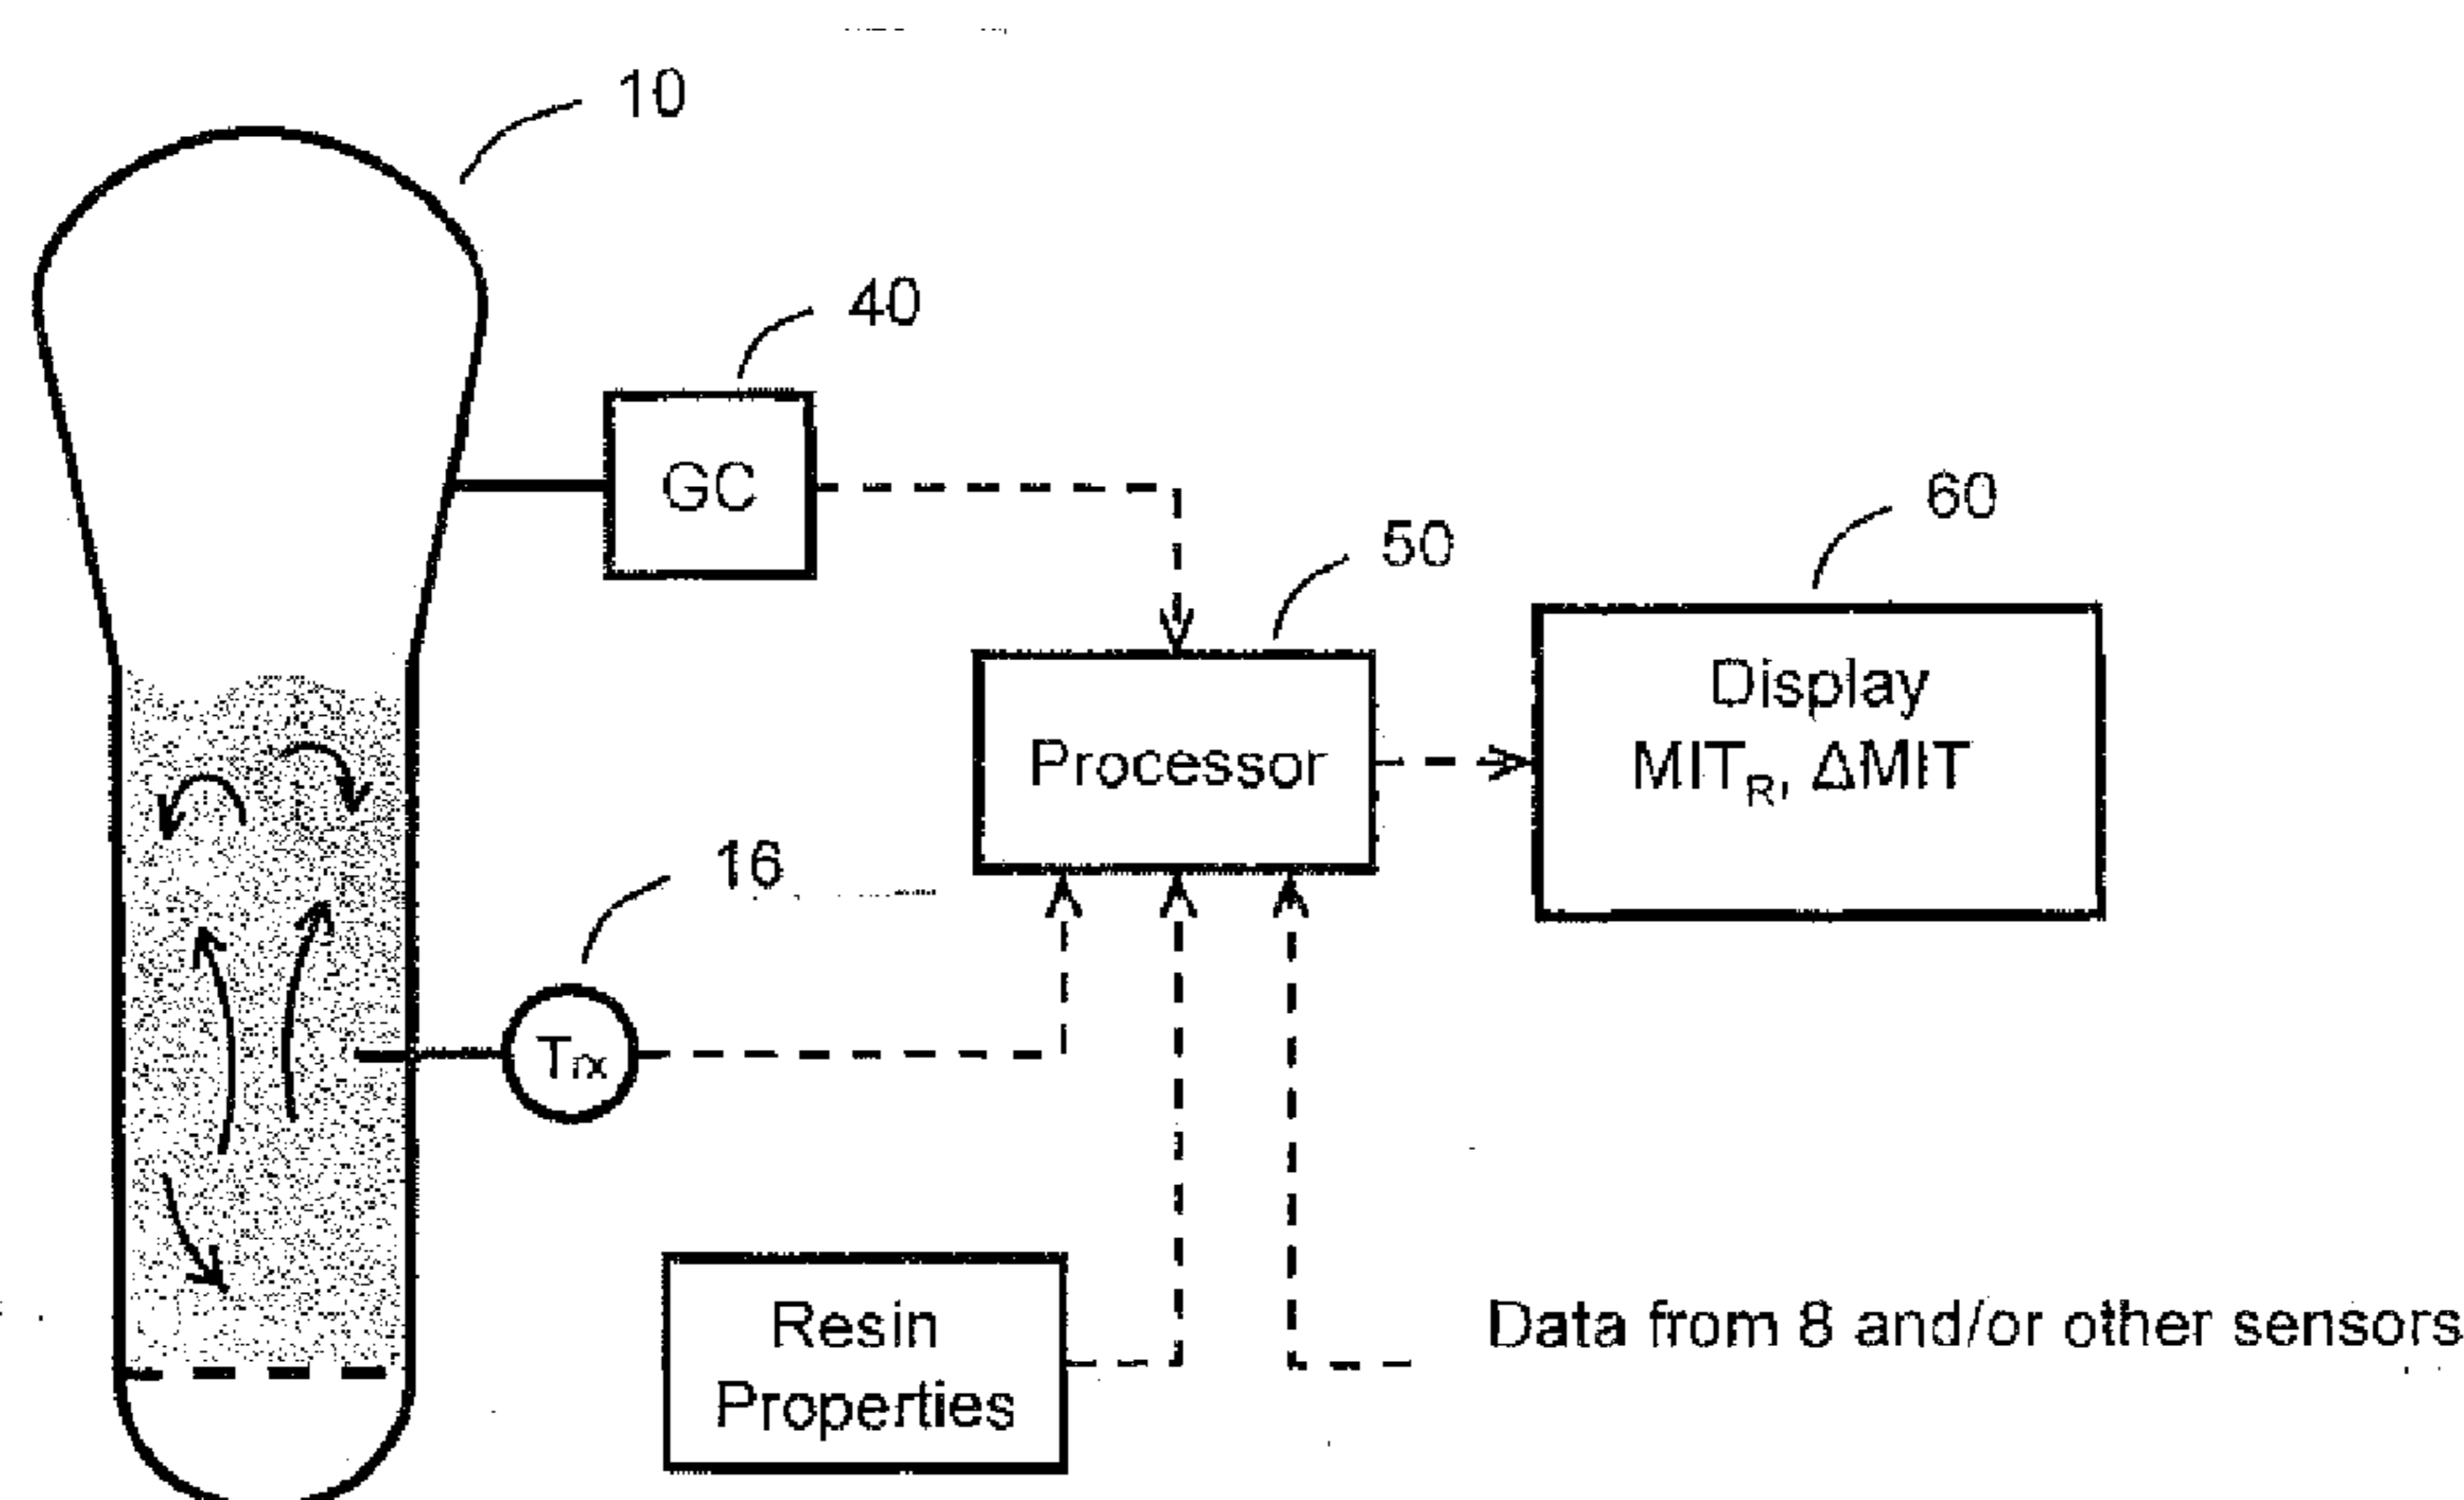 10
40
GC
60
50
Display
MIT_R, ΔMIT
Processor
16
Trx
Resin
Properties
Data from 8 and/or other sensors